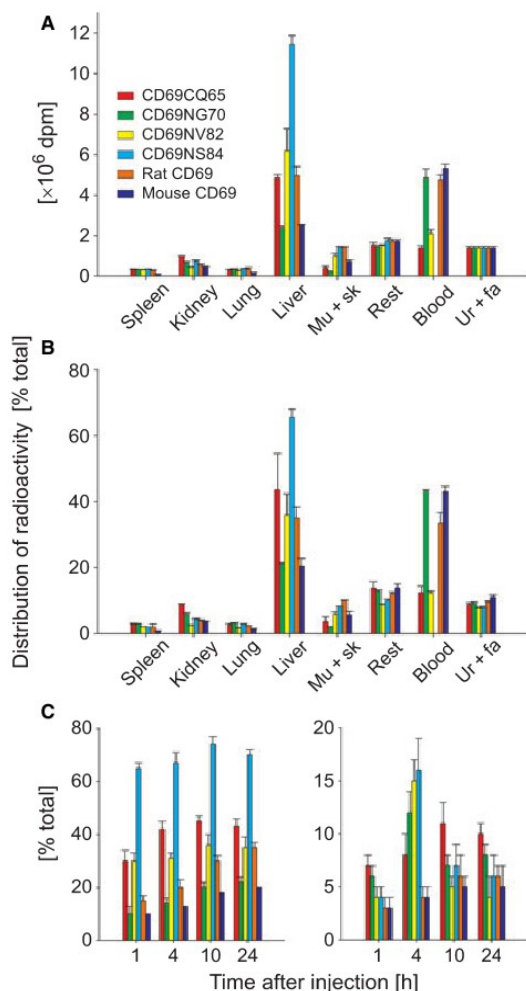 A
12
10
8
6
4
2
0
[×10⁶ dpm]
CD69CQ65
CD69NG70
CD69NV82
CD69NS84
Rat CD69
Mouse CD69
Spleen
Kidney
Lung
Liver
Mu + sk
Rest
Blood
Ur + fa
B
80
60
40
20
0
Distribution of radioactivity [% total]
Spleen
Kidney
Lung
Liver
Mu + sk
Rest
Blood
Ur + fa
C
80
60
40
20
0
[% total]
1 4 10 24
20
15
10
5
0
1 4 10 24
Time after injection [h]